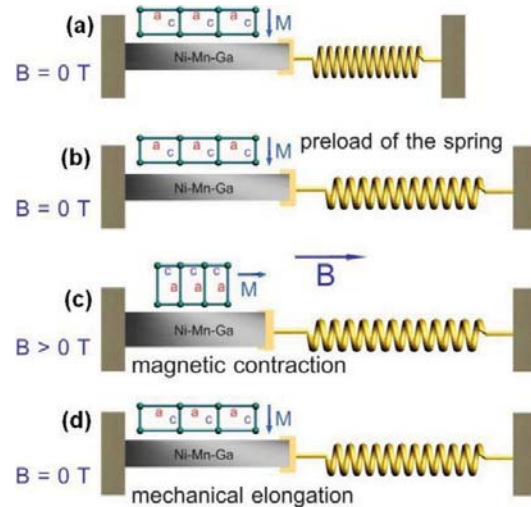 (a)
a a a
c c c
M
B = 0 T
Ni-Mn-Ga
(b)
preload of the spring
a a a
c c c
M
B = 0 T
Ni-Mn-Ga
(c)
c c c
a a a
M
B
B > 0 T
Ni-Mn-Ga
magnetic contraction
(d)
a a a
c c c
M
B = 0 T
Ni-Mn-Ga
mechanical elongation